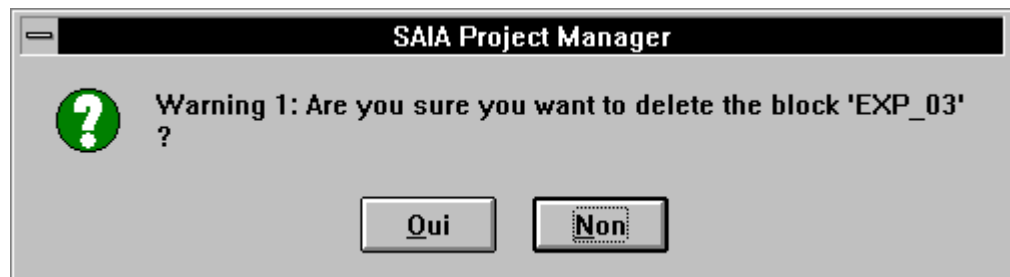 SAIA Project Manager
Warning 1: Are you sure you want to delete the block 'EXP_03'
?
Oui
Non